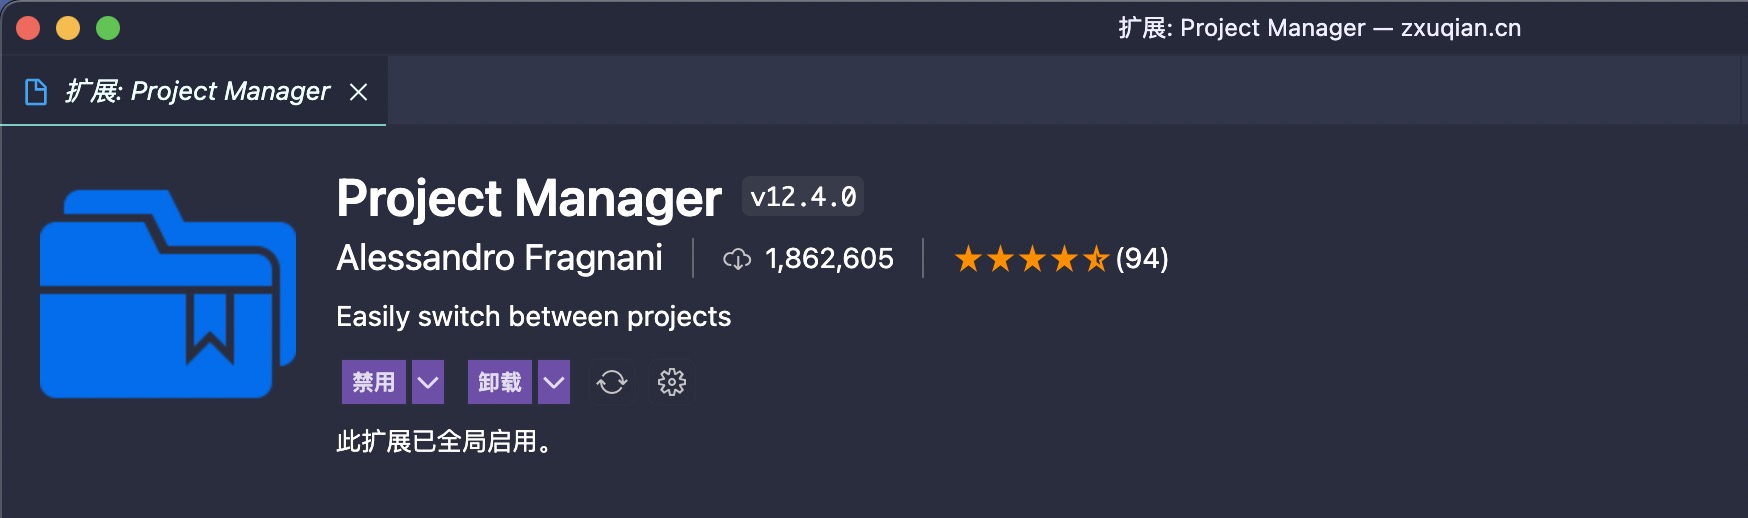 扩展: Project Manager — zxuqian.cn
扩展: Project Manager
Project Manager v12.4.0
Alessandro Fragnani 1,862,605 (94)
Easily switch between projects
禁用 卸载
此扩展已全局启用。